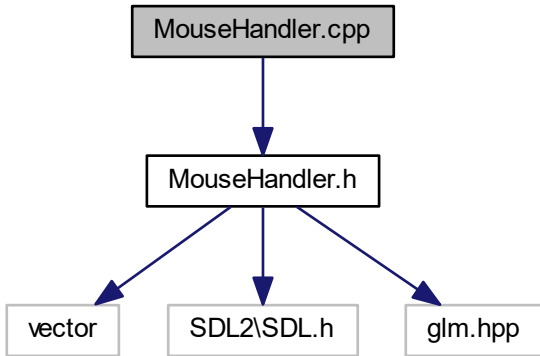 MouseHandler.cpp
MouseHandler.h
vector
SDL2\SDL.h
glm.hpp